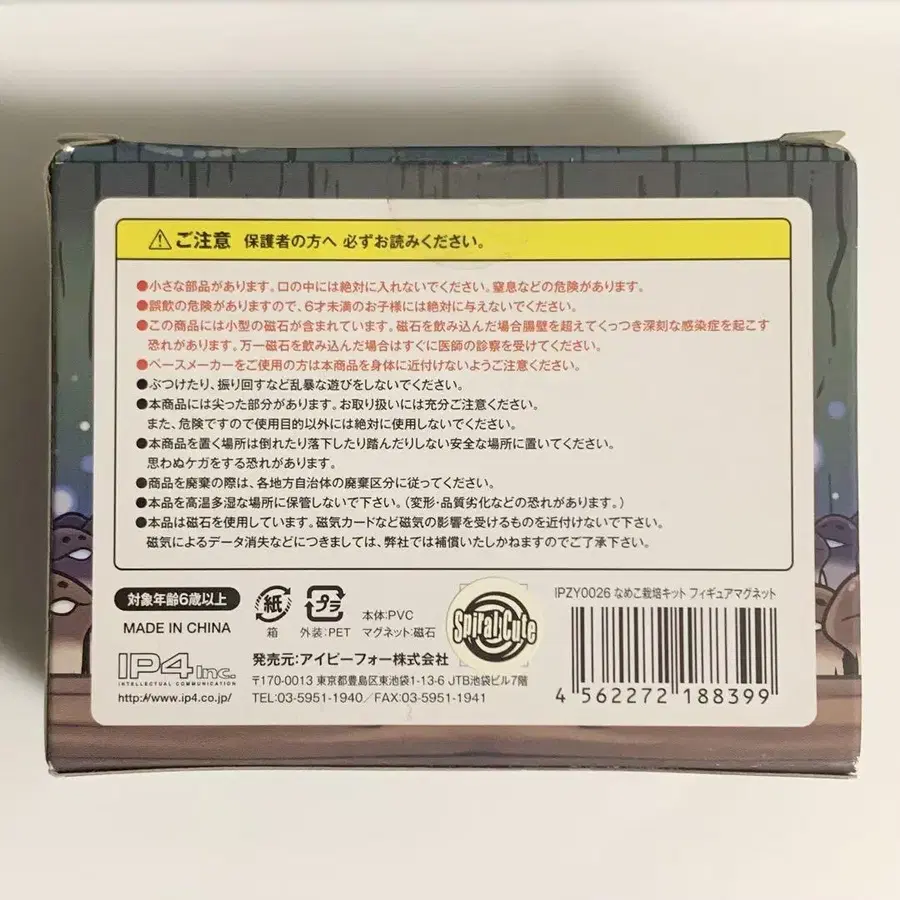 ⚠ご注意 保護者の方へ 必ずお読みください。
●小さな部品があります。口の中には絶対に入れないでください。窒息などの危険があります。
●誤飲の危険がありますので、6才未満のお子様には絶対に与えないでください。
●この商品には小型の磁石が含まれています。磁石を飲み込んだ場合腸壁を超えてくっつき深刻な感染症を起こす
恐れがあります。万一磁石を飲み込んだ場合はすぐに医師の診察を受けてください。
●ペースメーカーをご使用の方は本商品を身体に近付けないようご注意ください。
●ぶつけたり、振り回すなど乱暴な遊びをしないでください。
●本商品には尖った部分があります。お取り扱いには充分ご注意ください。
また、危険ですので使用目的以外には絶対に使用しないでください。
●本商品を置く場所は倒れたり落下したり踏んだりしない安全な場所に置いてください。
思わぬケガをする恐れがあります。
●商品を廃棄の際は、各地方自治体の廃棄区分に従ってください。
●本品を高温多湿な場所に保管しないで下さい。(変形・品質劣化などの恐れがあります。)
●本品は磁石を使用しています。磁気カードなど磁気の影響を受けるものを近付けないで下さい。
磁気によるデータ消失などにつきましては、弊社では補償いたしかねますのでご了承下さい。
対象年齢6歳以上
MADE IN CHINA
紙
箱
プラ
外装:PET
本体:PVC
マグネット:磁石
Spiral Cute
IPZY0026 なめこ栽培キット フィギュアマグネット
IP4 Inc.
INTELLECTUAL COMMUNICATION
http://www.ip4.co.jp/
発売元:アイピーフォー株式会社
〒170-0013 東京都豊島区東池袋1-13-6 JTB池袋ビル7階
TEL:03-5951-1940/FAX:03-5951-1941
4 562272 188399